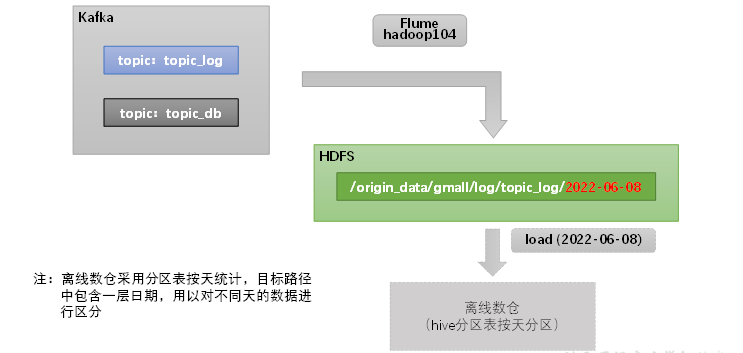 Kafka
Flume
hadoop104
topic: topic_log
topic: topic_db
HDFS
/origin_data/gmall/log/topic_log/2022-06-08
load (2022-06-08)
注：离线数仓采用分区表按天统计，目标路径
中包含一层日期，用以对不同天的数据进
行区分
离线数仓
（hive分区表按天分区）